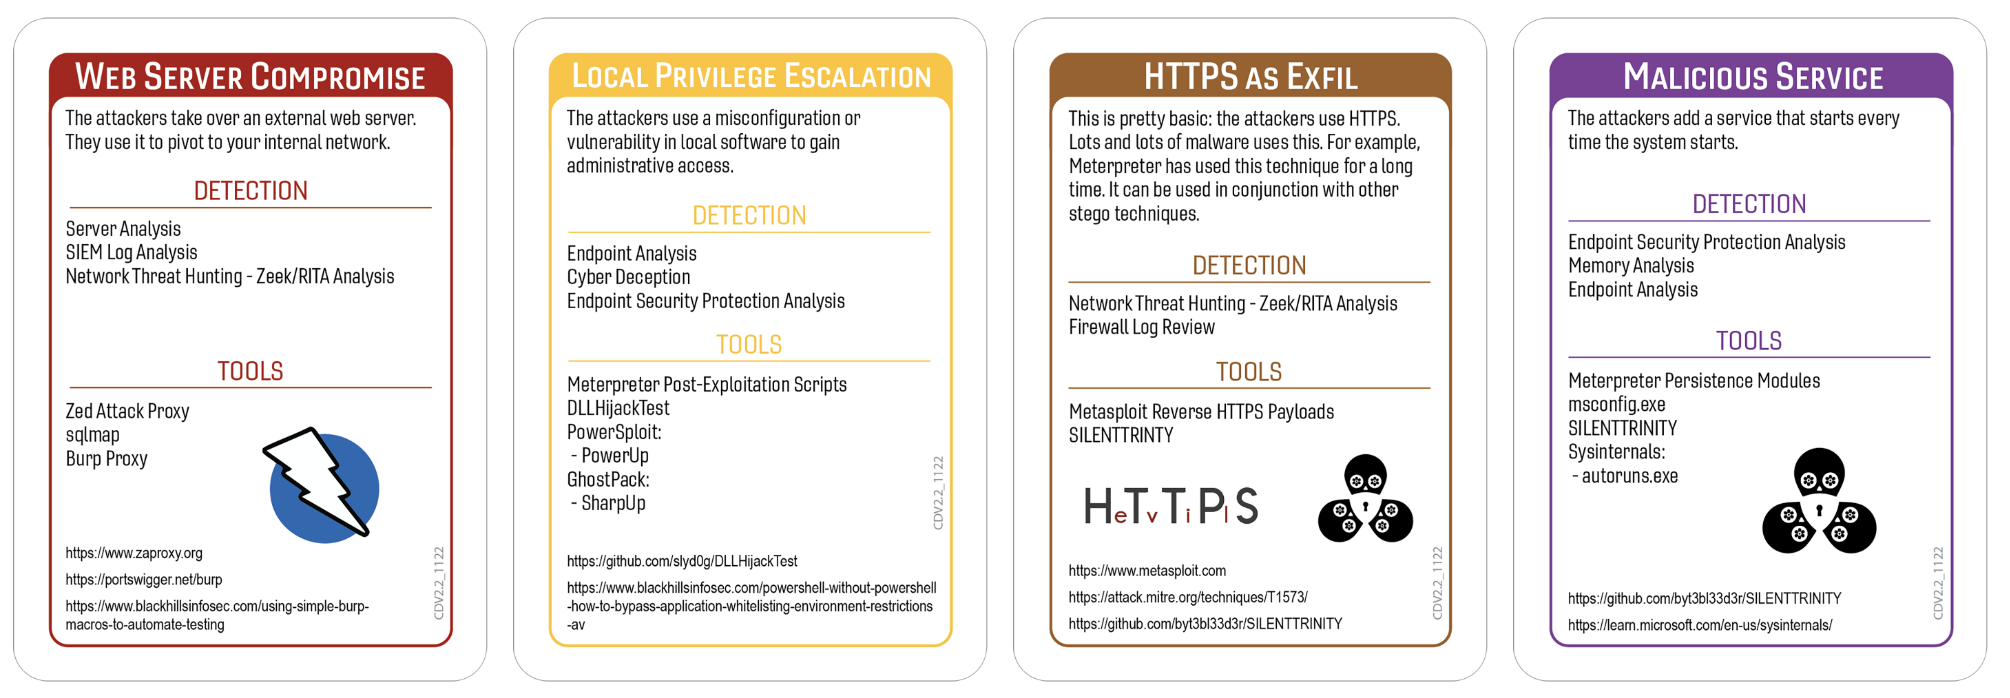 WEB SERVER COMPROMISE
The attackers take over an external web server.
They use it to pivot to your internal network.
DETECTION
Server Analysis
SIEM Log Analysis
Network Threat Hunting - Zeek/RITA Analysis
TOOLS
Zed Attack Proxy
sqlmap
Burp Proxy
https://www.zaproxy.org
https://portswigger.net/burp
https://www.blackhillsinfosec.com/using-simple-burp-
macros-to-automate-testing
CDV2.2_1122
LOCAL PRIVILEGE ESCALATION
The attackers use a misconfiguration or
vulnerability in local software to gain
administrative access.
DETECTION
Endpoint Analysis
Cyber Deception
Endpoint Security Protection Analysis
TOOLS
Meterpreter Post-Exploitation Scripts
DLLHijackTest
PowerSploit:
- PowerUp
GhostPack:
- SharpUp
https://github.com/slyd0g/DLLHijackTest
https://www.blackhillsinfosec.com/powershell-without-powershell
-how-to-bypass-application-whitelisting-environment-restrictions
-av
CDV2.2_1122
HTTPS AS EXFIL
This is pretty basic: the attackers use HTTPS.
Lots and lots of malware uses this. For example,
Meterpreter has used this technique for a long
time. It can be used in conjunction with other
stego techniques.
DETECTION
Network Threat Hunting - Zeek/RITA Analysis
Firewall Log Review
TOOLS
Metasploit Reverse HTTPS Payloads
SILENTTRINTY
HeTvTiPlS
https://www.metasploit.com
https://attack.mitre.org/techniques/T1573/
https://github.com/byt3bl33d3r/SILENTTRINITY
CDV2.2_1122
MALICIOUS SERVICE
The attackers add a service that starts every
time the system starts.
DETECTION
Endpoint Security Protection Analysis
Memory Analysis
Endpoint Analysis
TOOLS
Meterpreter Persistence Modules
msconfig.exe
SILENTTRINITY
Sysinternals:
- autoruns.exe
https://github.com/byt3bl33d3r/SILENTTRINITY
https://learn.microsoft.com/en-us/sysinternals/
CDV2.2_1122